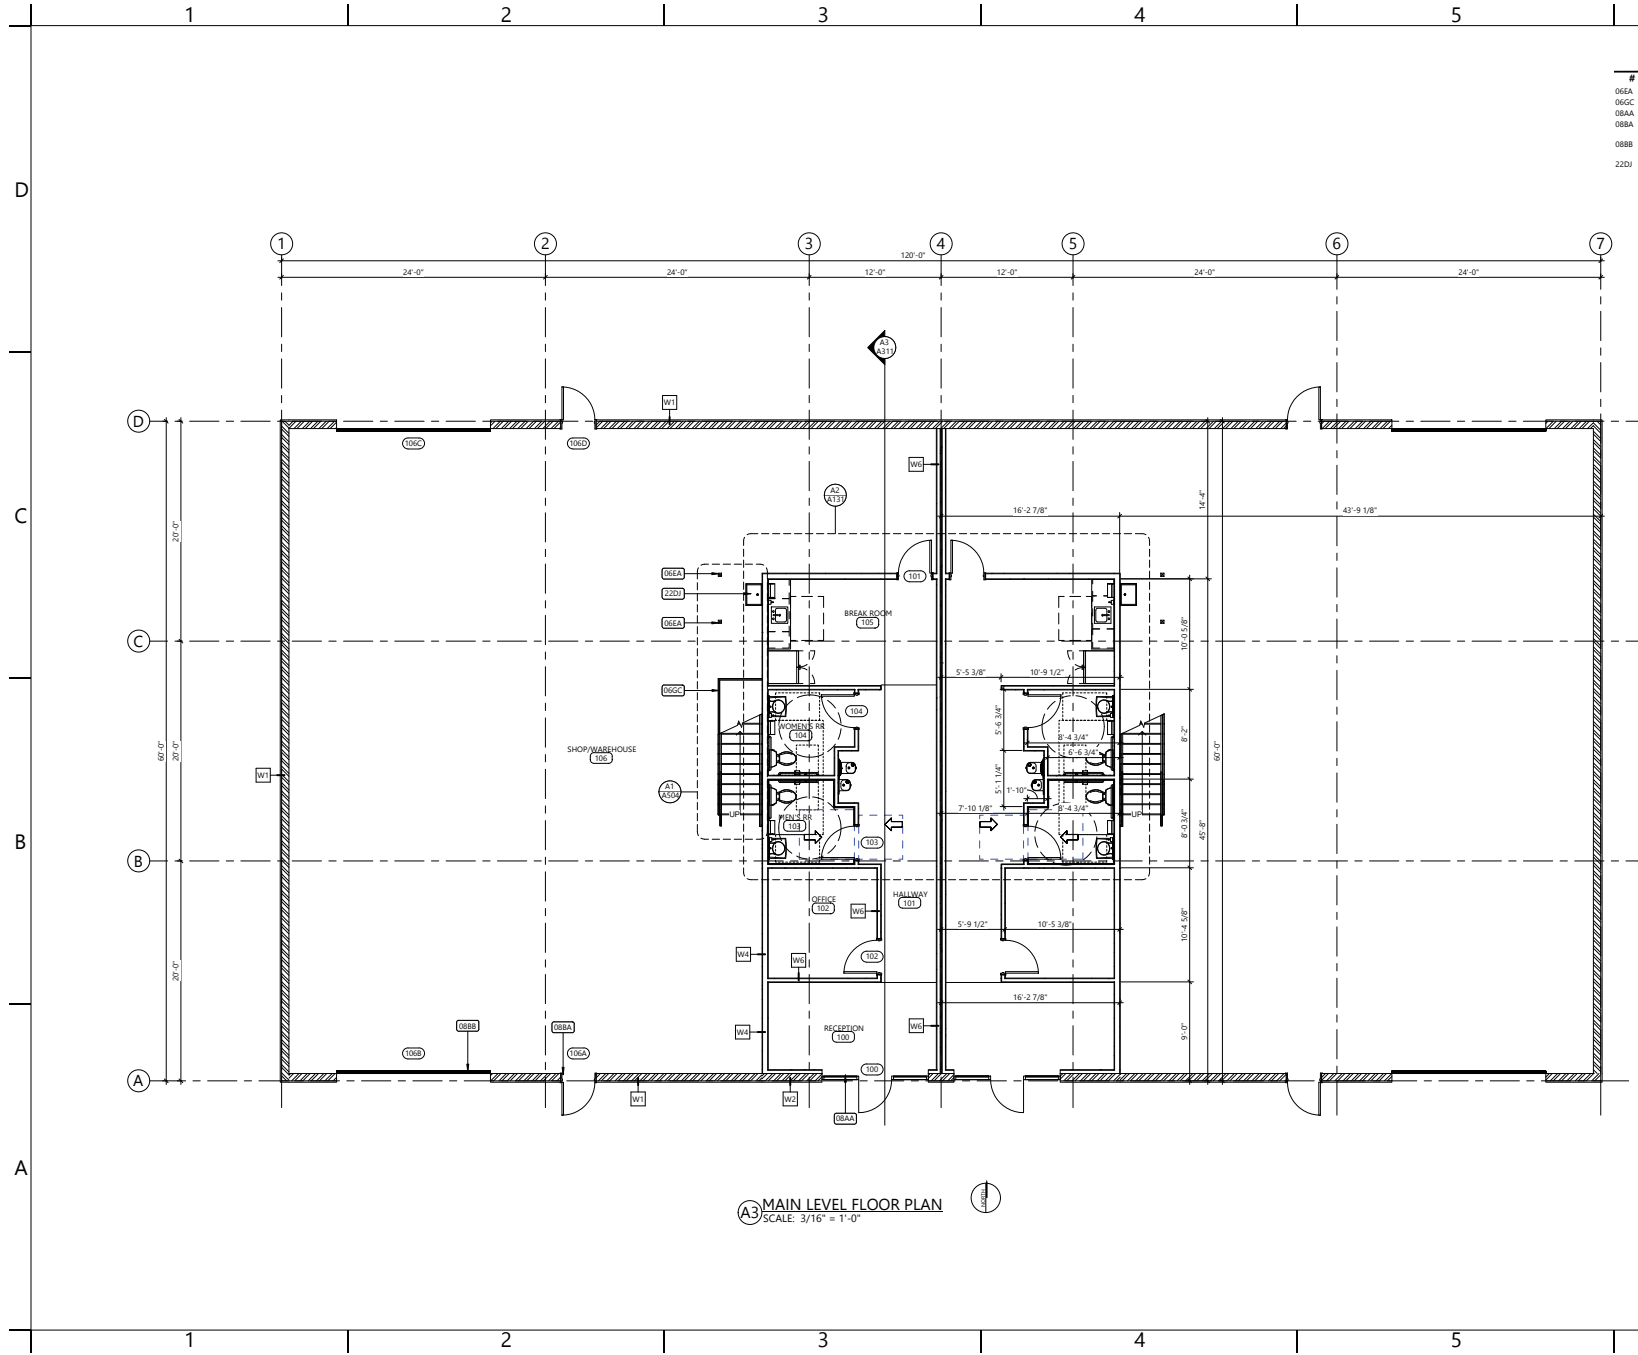 1 2 3 4 5
#
06EA
06GC
08AA
08BA
08BB
22DJ
D
1 2 3 4 5 6 7
120'-0"
24'-0" 24'-0" 12'-0" 12'-0" 24'-0" 24'-0"
A3
A311
W1
D
106C 106D
W6
A2
A131
C
20'-0"
14'-4"
16'-2 7/8" 43'-9 1/8"
06EA
101
22DJ
BREAK ROOM
105
06EA
10'-0 5/8"
C
5'-5 3/8" 10'-9 1/2"
06GC
104
5'-6 3/4"
WOMEN'S RR
104
8'-2"
8'-4 3/4"
6'-6 3/4"
SHOP/WAREHOUSE
106
60'-0" 20'-0"
60'-0"
W1
5'-1 1/4"
A1
A504
1'-10"
7'-10 1/8" 8'-4 3/4"
UP
UP
MEN'S RR
103
8'-0 3/4"
45'-8"
B
103
B
OFFICE
102
HALLWAY
101
W6
5'-9 1/2" 10'-5 3/8"
10'-4 5/8"
W4
W6
102
20'-0"
16'-2 7/8"
08BB
08BA
W4
RECEPTION
100
W6
9'-0"
106B 106A
100
A
W1
W2
08AA
A
A3
MAIN LEVEL FLOOR PLAN
SCALE: 3/16" = 1'-0"
NORTH
1 2 3 4 5